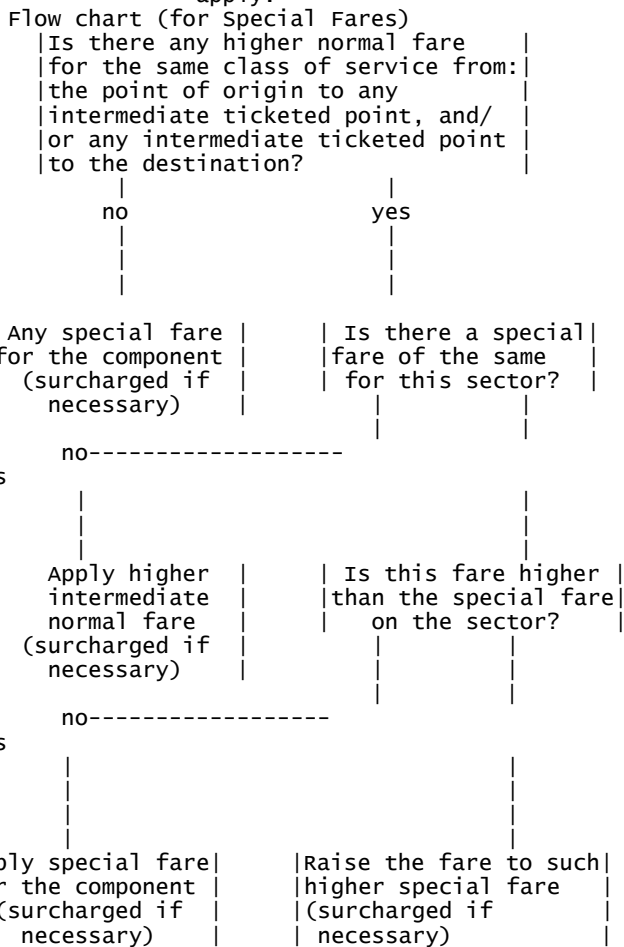 apply.
Flow chart (for Special Fares)
|Is there any higher normal fare |
|for the same class of service from:|
|the point of origin to any |
|intermediate ticketed point, and/ |
|or any intermediate ticketed point |
|to the destination? |
| |
no yes
| |
| |
| |
Any special fare | | Is there a special|
for the component | |fare of the same |
(surcharged if | | for this sector? |
necessary) | | |
| |
no-------------------
s
| |
| |
| |
Apply higher | | Is this fare higher |
intermediate | |than the special fare|
normal fare | | on the sector? |
(surcharged if | | |
necessary) | | |
| |
no------------------
s
| |
| |
| |
| |
ply special fare| |Raise the fare to such|
r the component | |higher special fare |
(surcharged if | |(surcharged if |
necessary) | | necessary) |